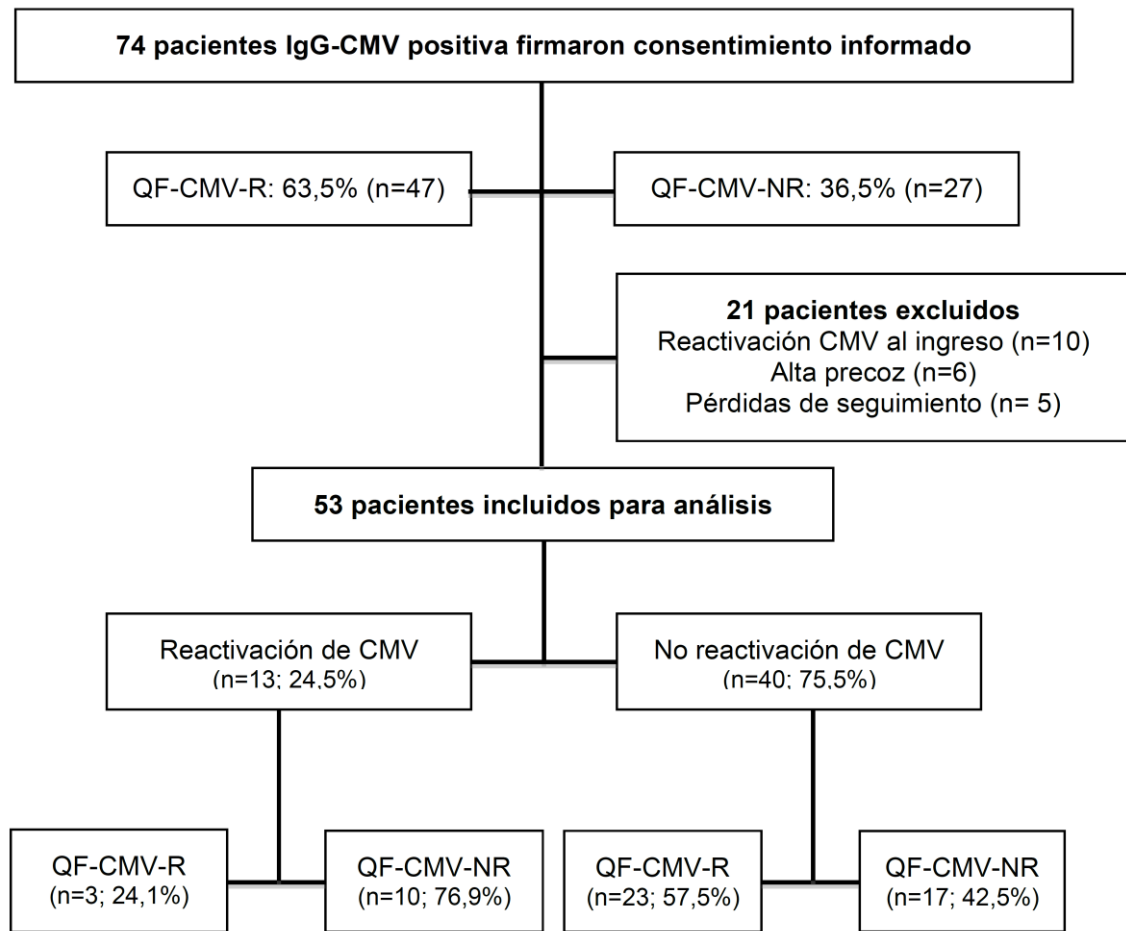 74 pacientes IgG-CMV positiva firmaron consentimiento informado
QF-CMV-R: 63,5% (n=47)
QF-CMV-NR: 36,5% (n=27)
21 pacientes excluidos
Reactivación CMV al ingreso (n=10)
Alta precoz (n=6)
Pérdidas de seguimiento (n= 5)
53 pacientes incluidos para análisis
Reactivación de CMV
(n=13; 24,5%)
No reactivación de CMV
(n=40; 75,5%)
QF-CMV-R
(n=3; 24,1%)
QF-CMV-NR
(n=10; 76,9%)
QF-CMV-R
(n=23; 57,5%)
QF-CMV-NR
(n=17; 42,5%)